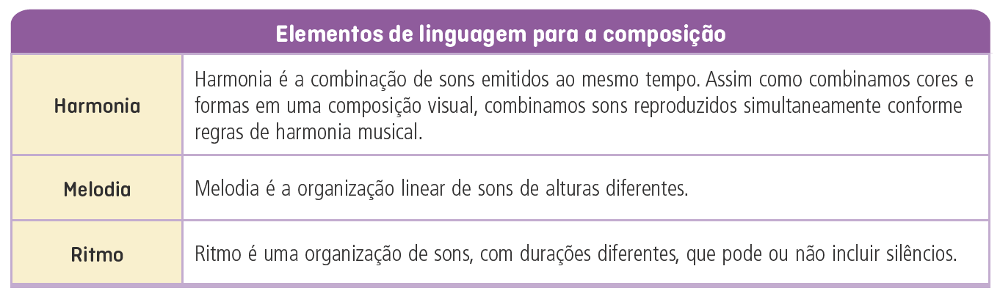 Elementos de linguagem para a composição
Harmonia
Harmonia é a combinação de sons emitidos ao mesmo tempo. Assim como combinamos cores e
formas em uma composição visual, combinamos sons reproduzidos simultaneamente conforme
regras de harmonia musical.
Melodia
Melodia é a organização linear de sons de alturas diferentes.
Ritmo
Ritmo é uma organização de sons, com durações diferentes, que pode ou não incluir silêncios.